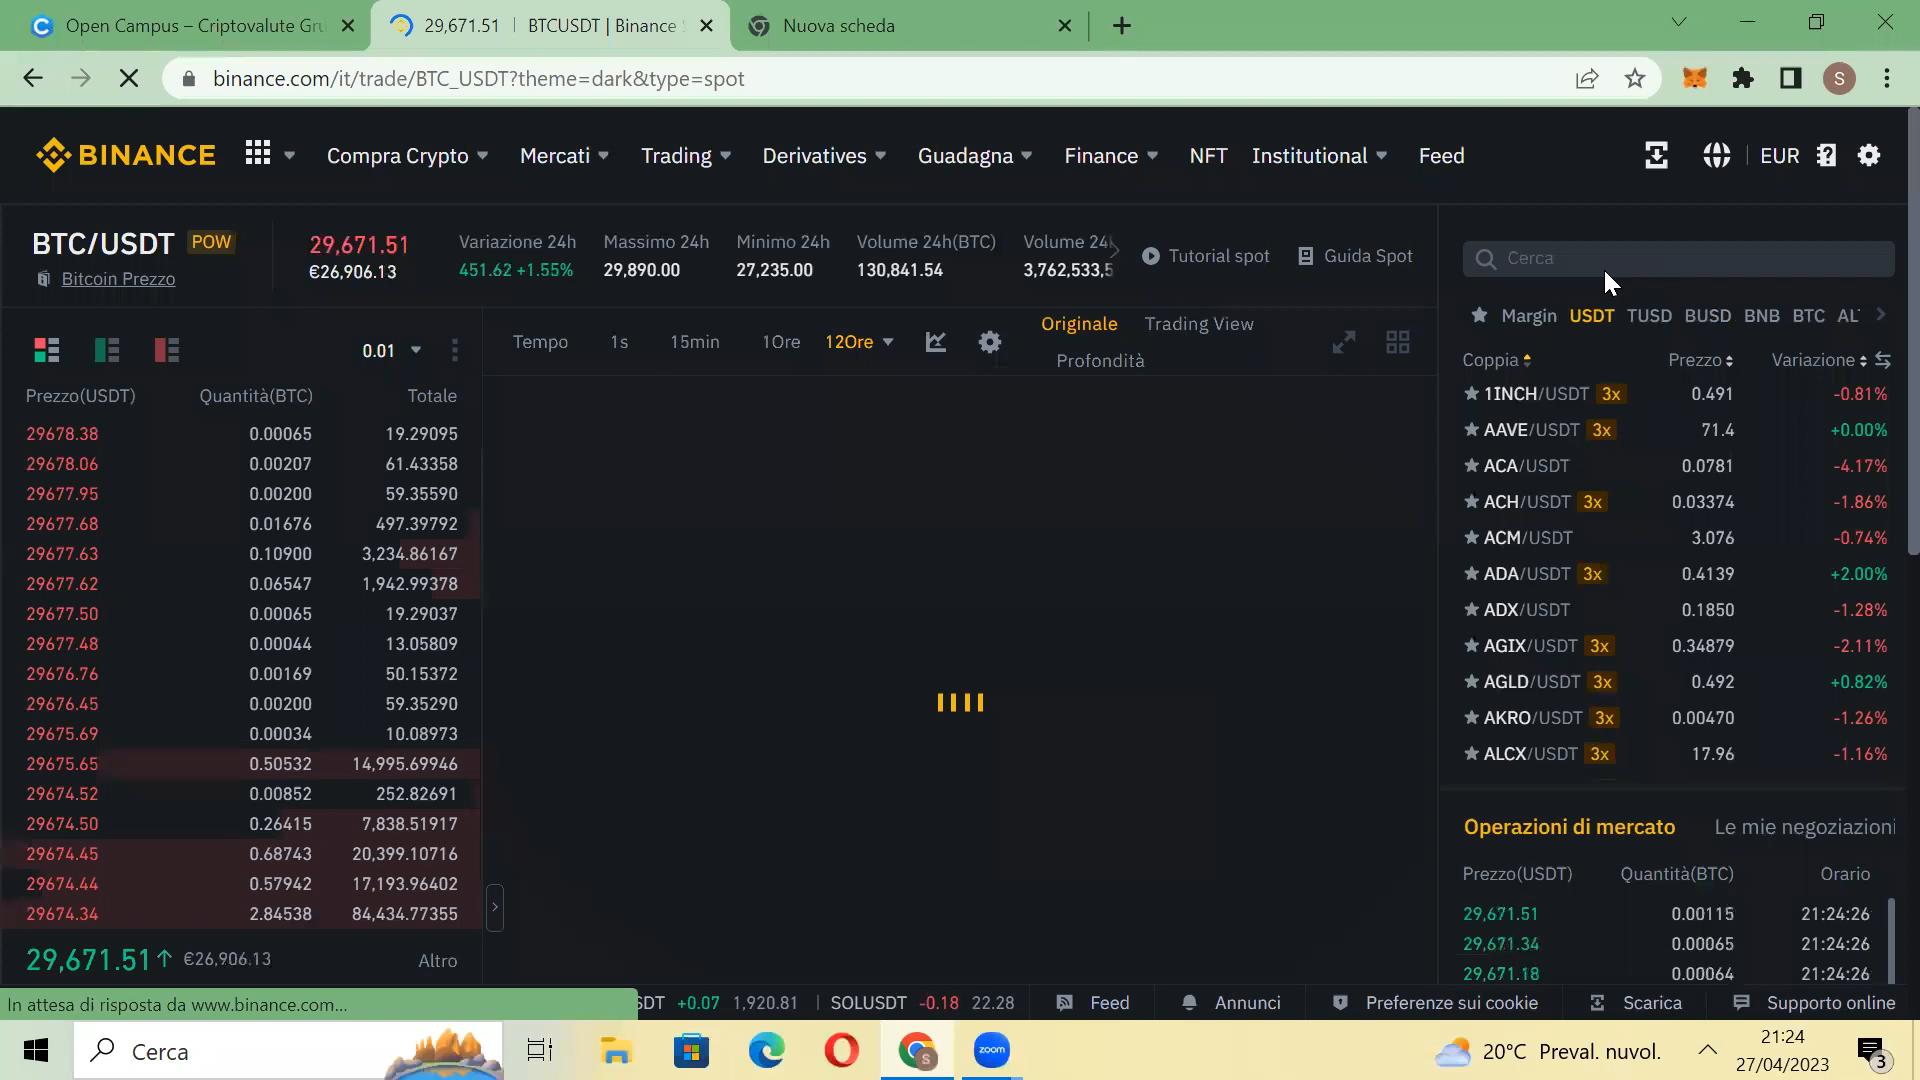 Open Campus – Criptovalute Gru
29,671.51 | BTCUSDT | Binance S
Nuova scheda
binance.com/it/trade/BTC_USDT?theme=dark&type=spot
S
BINANCE
Compra Crypto
Mercati
Trading
Derivatives
Guadagna
Finance
NFT
Institutional
Feed
EUR
BTC/USDT POW
Bitcoin Prezzo
29,671.51
€26,906.13
Variazione 24h
451.62 +1.55%
Massimo 24h
29,890.00
Minimo 24h
27,235.00
Volume 24h(BTC)
130,841.54
Volume 24
3,762,533,5
Tutorial spot
Guida Spot
0.01
Prezzo(USDT) Quantità(BTC) Totale
29678.38 0.00065 19.29095
29678.06 0.00207 61.43358
29677.95 0.00200 59.35590
29677.68 0.01676 497.39792
29677.63 0.10900 3,234.86167
29677.62 0.06547 1,942.99378
29677.50 0.00065 19.29037
29677.48 0.00044 13.05809
29676.76 0.00169 50.15372
29676.45 0.00200 59.35290
29675.69 0.00034 10.08973
29675.65 0.50532 14,995.69946
29674.52 0.00852 252.82691
29674.50 0.26415 7,838.51917
29674.45 0.68743 20,399.10716
29674.44 0.57942 17,193.96402
29674.34 2.84538 84,434.77355
29,671.51↑ €26,906.13 Altro
Tempo 1s 15min 1Ore 12Ore
Originale Trading View
Profondità
Cerca
Margin USDT TUSD BUSD BNB BTC AL
Coppia Prezzo Variazione
1INCH/USDT 3x 0.491 -0.81%
AAVE/USDT 3x 71.4 +0.00%
ACA/USDT 0.0781 -4.17%
ACH/USDT 3x 0.03374 -1.86%
ACM/USDT 3.076 -0.74%
ADA/USDT 3x 0.4139 +2.00%
ADX/USDT 0.1850 -1.28%
AGIX/USDT 3x 0.34879 -2.11%
AGLD/USDT 3x 0.492 +0.82%
AKRO/USDT 3x 0.00470 -1.26%
ALCX/USDT 3x 17.96 -1.16%
Operazioni di mercato Le mie negoziazioni
Prezzo(USDT) Quantità(BTC) Orario
29,671.51 0.00115 21:24:26
29,671.34 0.00065 21:24:26
29,671.18 0.00064 21:24:26
In attesa di risposta da www.binance.com...
SDT +0.07 1,920.81 | SOLUSDT -0.18 22.28
Feed
Annunci
Preferenze sui cookie
Scarica
Supporto online
Cerca
S
zoom
20°C Preval. nuvol.
21:24
27/04/2023
3